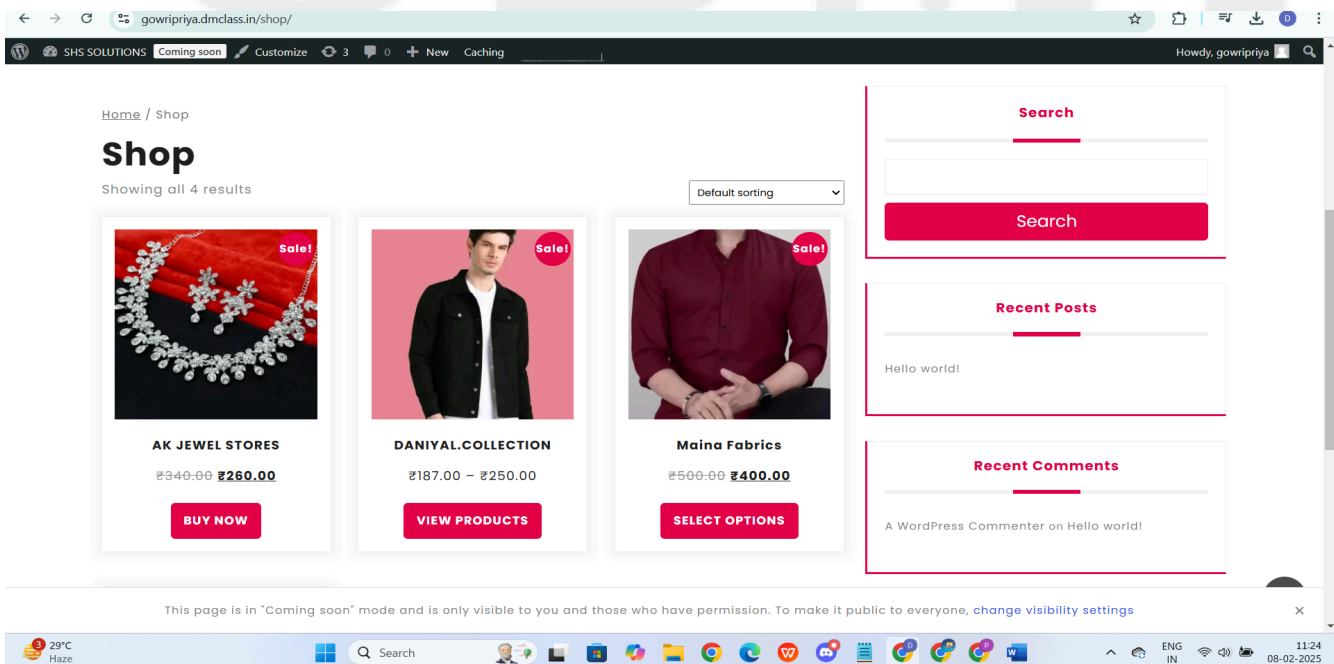 gowripriya.dmclass.in/shop/
D
SHS SOLUTIONS Coming soon Customize 3 0 New Caching Howdy, gowripriya
Home / Shop
Shop
Showing all 4 results
Default sorting
Sale!
Sale!
Sale!
AK JEWEL STORES
₹340.00 ₹260.00
BUY NOW
DANIYAL.COLLECTION
₹187.00 – ₹250.00
VIEW PRODUCTS
Maina Fabrics
₹500.00 ₹400.00
SELECT OPTIONS
Search
Search
Recent Posts
Hello world!
Recent Comments
A WordPress Commenter on Hello world!
This page is in "Coming soon" mode and is only visible to you and those who have permission. To make it public to everyone, change visibility settings
3
29°C
Haze
Search
ENG
IN
11:24
08-02-2025